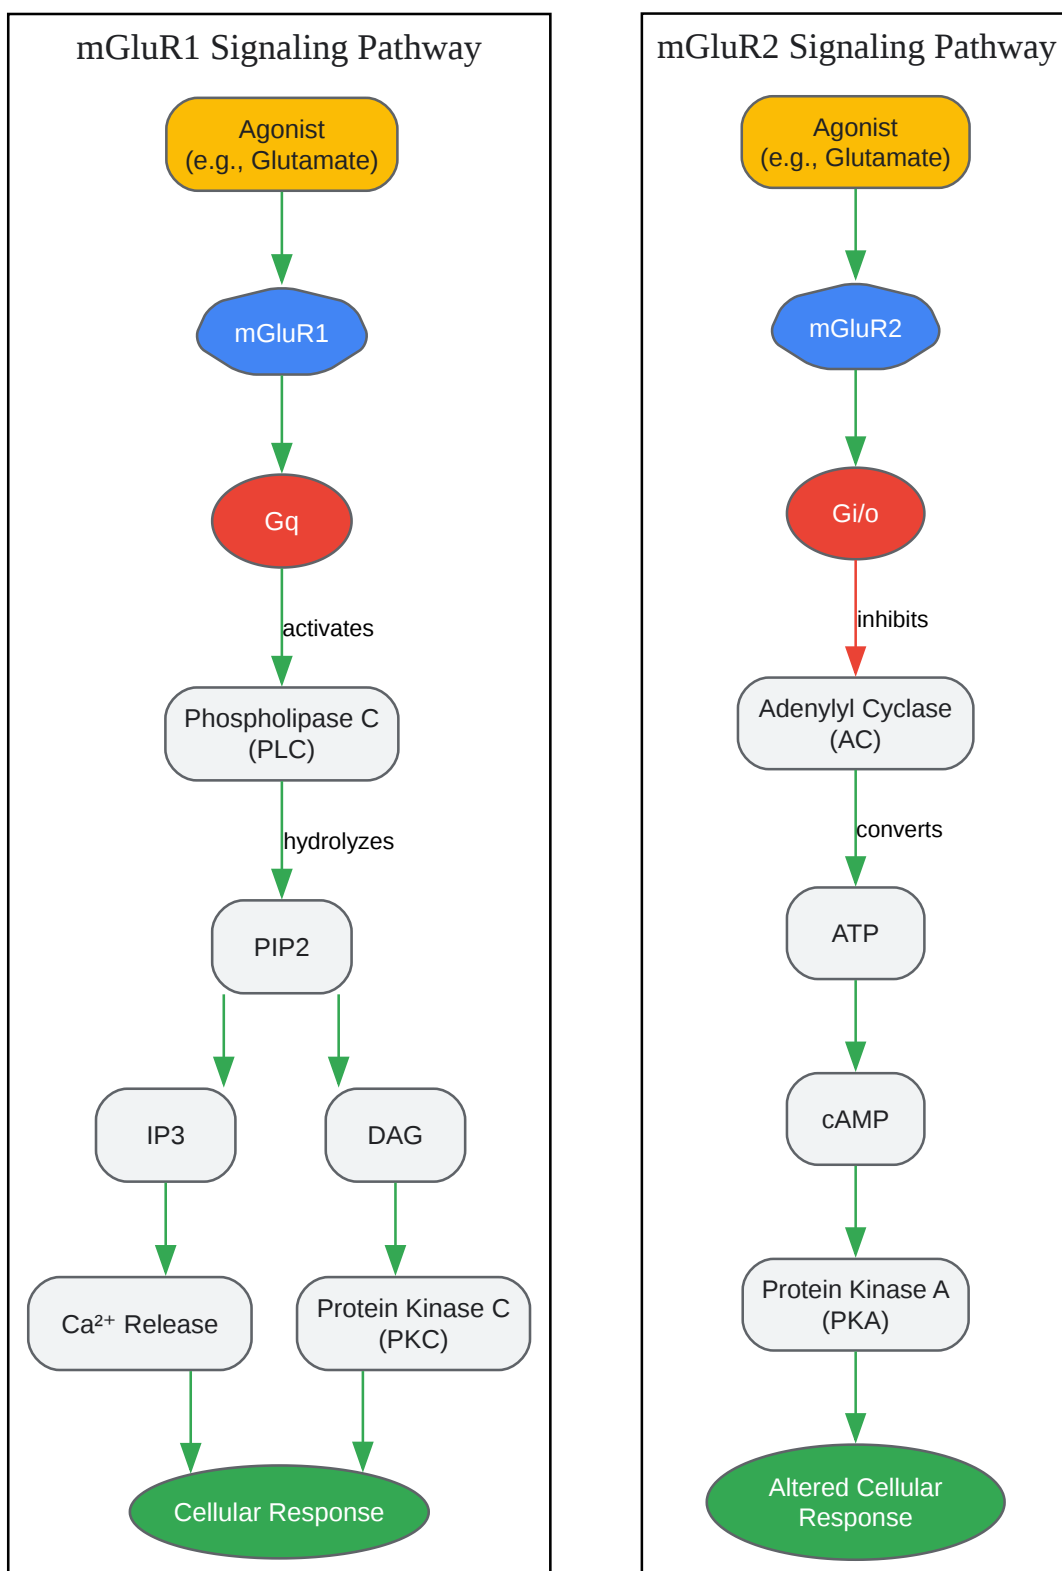 mGluR1 Signaling Pathway
Agonist
(e.g., Glutamate)
mGluR1
Gq
activates
Phospholipase C
(PLC)
hydrolyzes
PIP2
IP3
DAG
Ca²⁺ Release
Protein Kinase C
(PKC)
Cellular Response
mGluR2 Signaling Pathway
Agonist
(e.g., Glutamate)
mGluR2
Gi/o
inhibits
Adenylyl Cyclase
(AC)
converts
ATP
cAMP
Protein Kinase A
(PKA)
Altered Cellular
Response